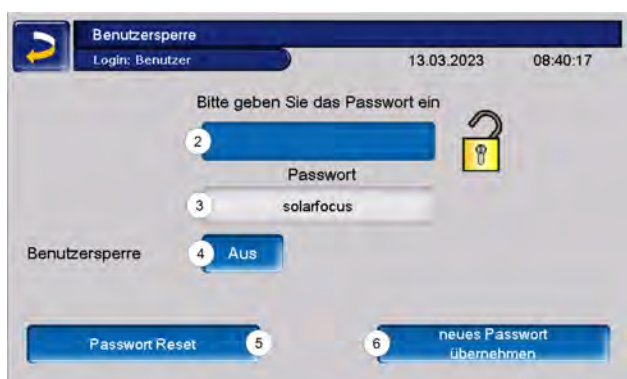 Benutzersperre
Login: Benutzer 13.03.2023 08:40:17
Bitte geben Sie das Passwort ein
2
Passwort
3 solarfocus
Benutzersperre 4 Aus
Passwort Reset 5
6 neues Passwort
übernehmen